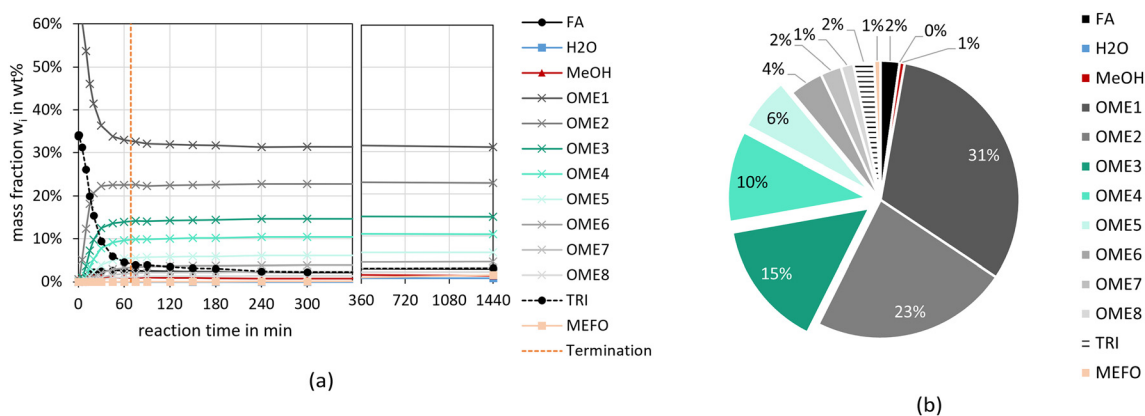 60%
50%
40%
30%
20%
10%
0%
mass fraction wi in wt%
0 60 120 180 240 300 360 720 1080 1440
reaction time in min
FA
H2O
MeOH
OME1
OME2
OME3
OME4
OME5
OME6
OME7
OME8
TRI
MEFO
Termination
(a)
1% 2% 0%
2% 1%
1%
2%
4%
6%
10%
15%
23%
31%
FA
H2O
MeOH
OME1
OME2
OME3
OME4
OME5
OME6
OME7
OME8
TRI
MEFO
(b)